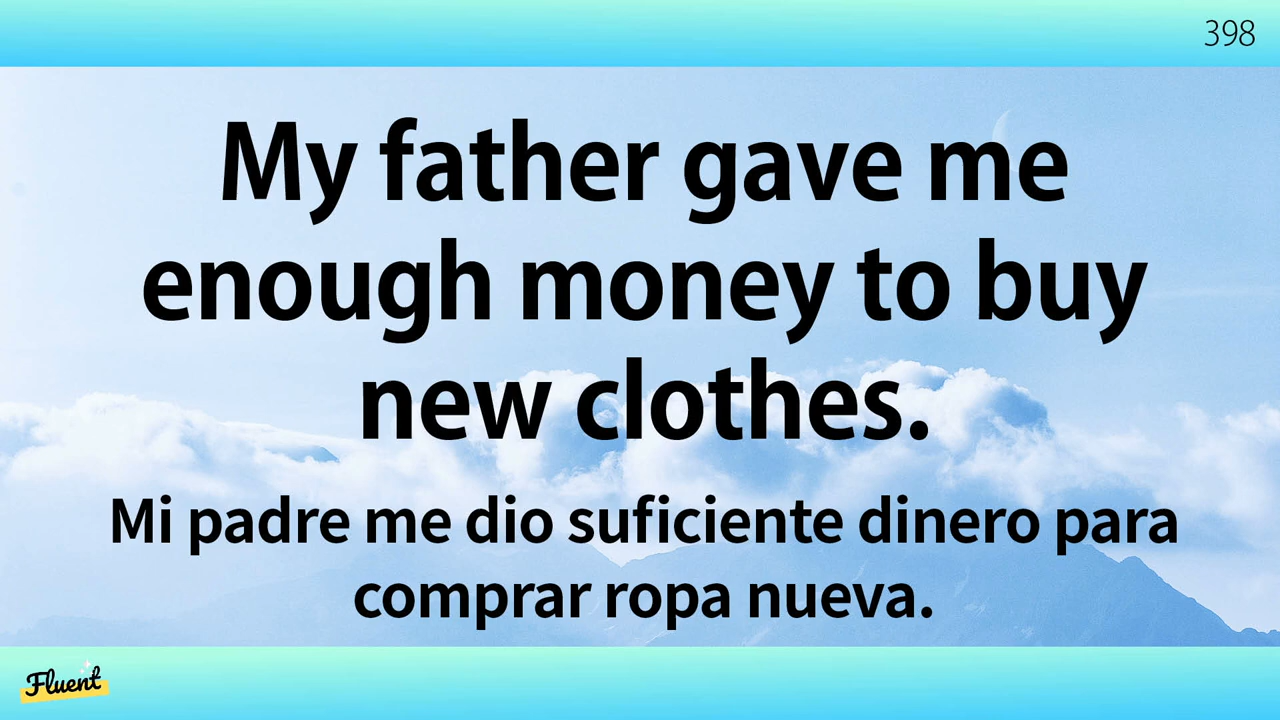 398
My father gave me
enough money to buy
new clothes.
Mi padre me dio suficiente dinero para
comprar ropa nueva.
Fluent